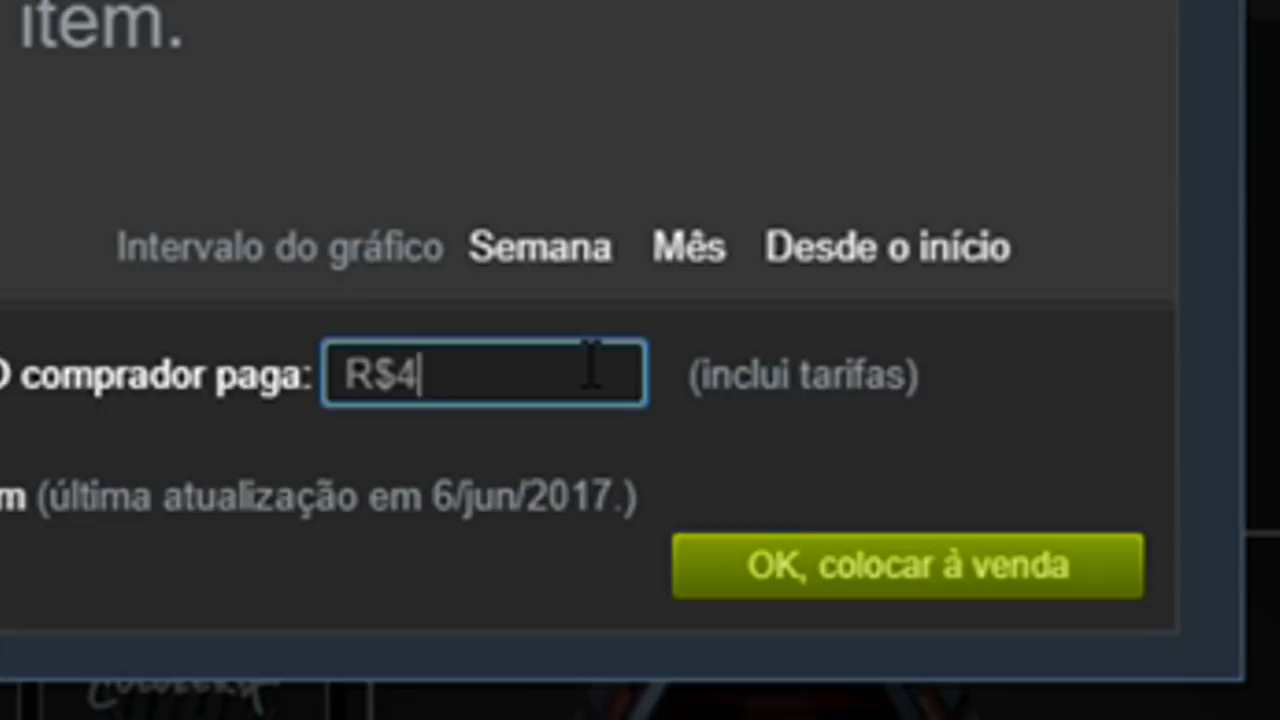 item.
Intervalo do gráfico Semana Mês Desde o início
O comprador paga: R$4 (inclui tarifas)
m (última atualização em 6/jun/2017.)
OK, colocar à venda